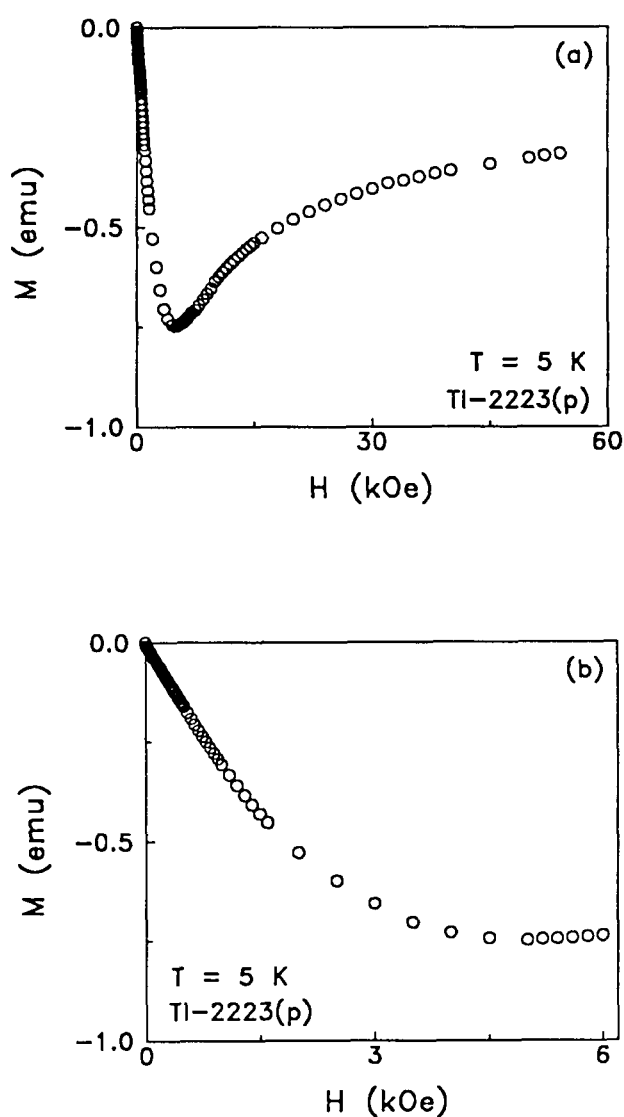 (a)
0.0
-0.5
-1.0
M (emu)
T = 5 K
Tl-2223(p)
0
30
60
H (kOe)
(b)
0.0
-0.5
-1.0
M (emu)
T = 5 K
Tl-2223(p)
0
3
6
H (kOe)